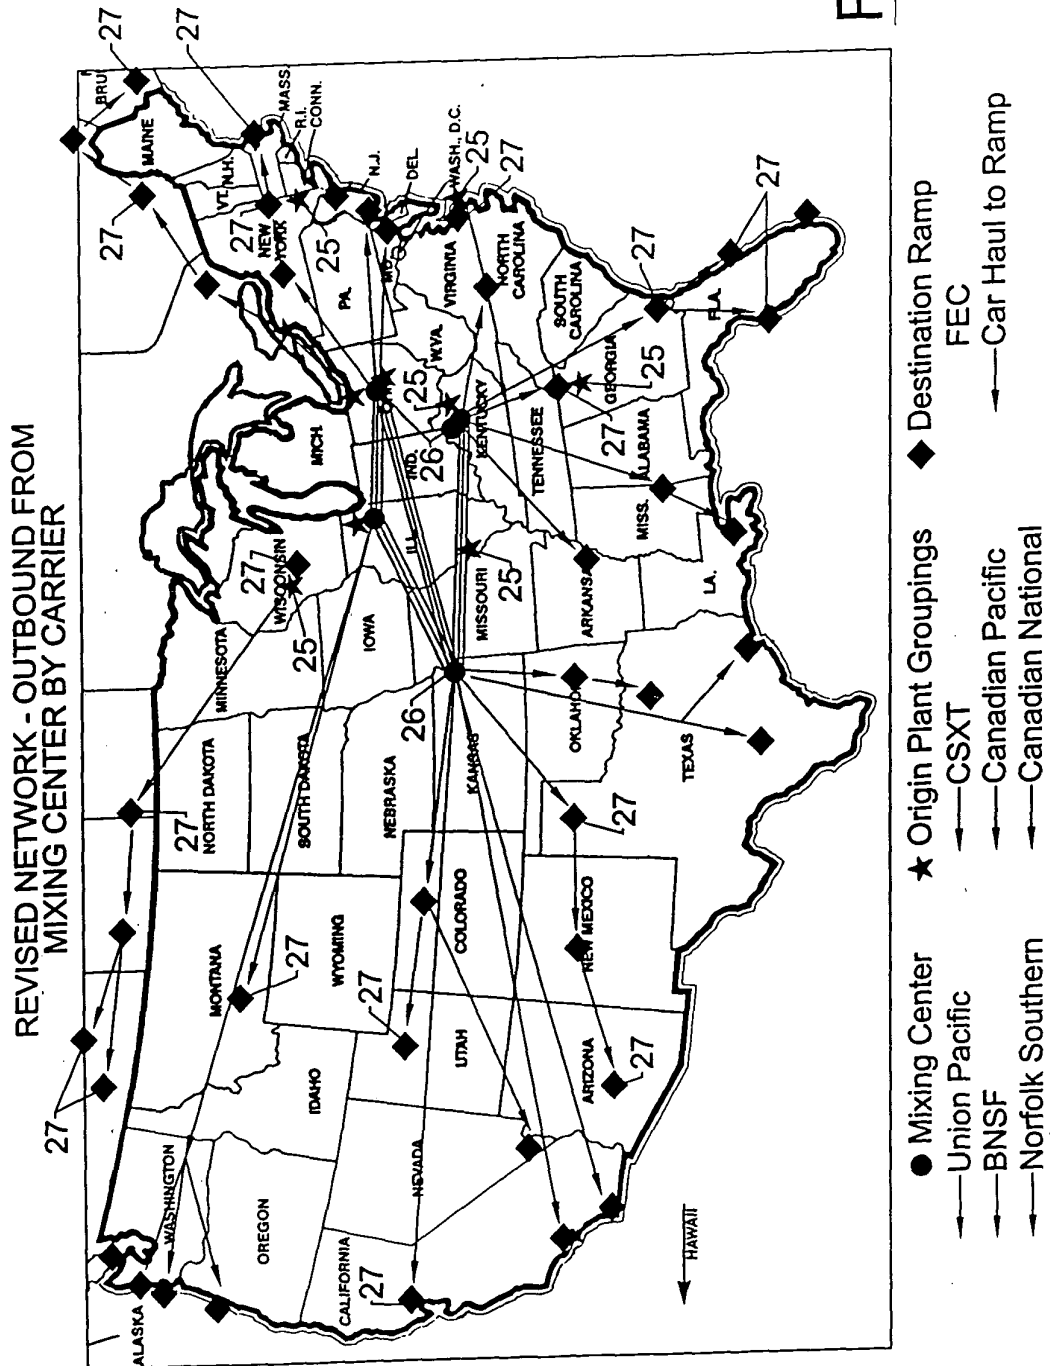 REVISED NETWORK - OUTBOUND FROM
MIXING CENTER BY CARRIER
27
27
27
BRU
MAINE
27
VT.
N.H.
MASS.
R.I.
CONN.
27
NEW
YORK
25
N.J.
PA.
DEL.
MD.
WASH., D.C.
25
27
VIRGINIA
W.VA.
NORTH
CAROLINA
SOUTH
CAROLINA
27
27
FLA.
GEORGIA
25
27
ALABAMA
TENNESSEE
KENTUCKY
25
26
IND.
MICH.
ILL.
MISS.
27
WISCONSIN
25
IOWA
MISSOURI
25
ARKANSA
LA.
MINNESOTA
26
KANSAS
OKLAHO
TEXAS
NORTH DAKOTA
27
SOUTH DAKOTA
NEBRASKA
27
MONTANA
27
WYOMING
27
COLORADO
NEW MEXICO
27
IDAHO
UTAH
ARIZONA
27
WASHINGTON
OREGON
NEVADA
CALIFORNIA
27
ALASKA
HAWAII
Mixing Center
Origin Plant Groupings
Destination Ramp
Union Pacific
CSXT
FEC
BNSF
Canadian Pacific
Car Haul to Ramp
Norfolk Southern
Canadian National
F